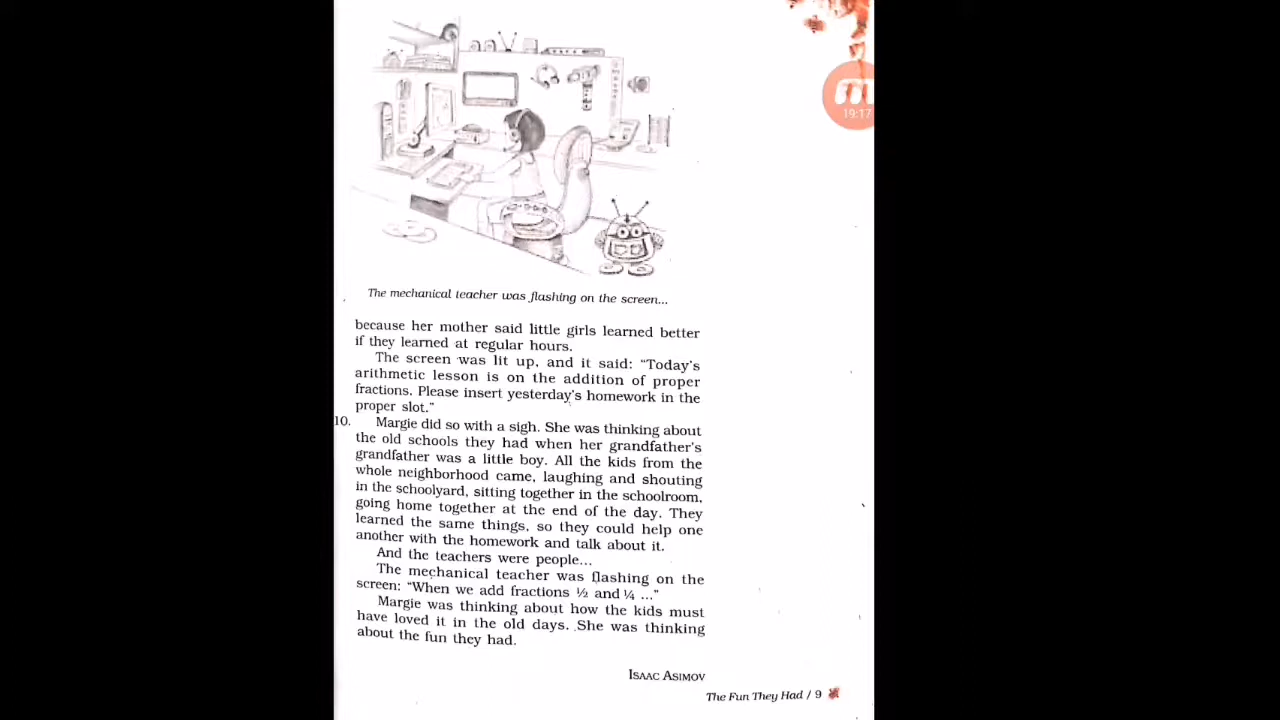 19:17
The mechanical teacher was flashing on the screen...
because her mother said little girls learned better
if they learned at regular hours.
The screen was lit up, and it said: “Today’s
arithmetic lesson is on the addition of proper
fractions. Please insert yesterday’s homework in the
proper slot.”
10. Margie did so with a sigh. She was thinking about
the old schools they had when her grandfather’s
grandfather was a little boy. All the kids from the
whole neighborhood came, laughing and shouting
in the schoolyard, sitting together in the schoolroom,
going home together at the end of the day. They
learned the same things, so they could help one
another with the homework and talk about it.
And the teachers were people...
The mechanical teacher was flashing on the
screen: “When we add fractions ½ and ¼ ...”
Margie was thinking about how the kids must
have loved it in the old days. She was thinking
about the fun they had.
ISAAC ASIMOV
The Fun They Had / 9